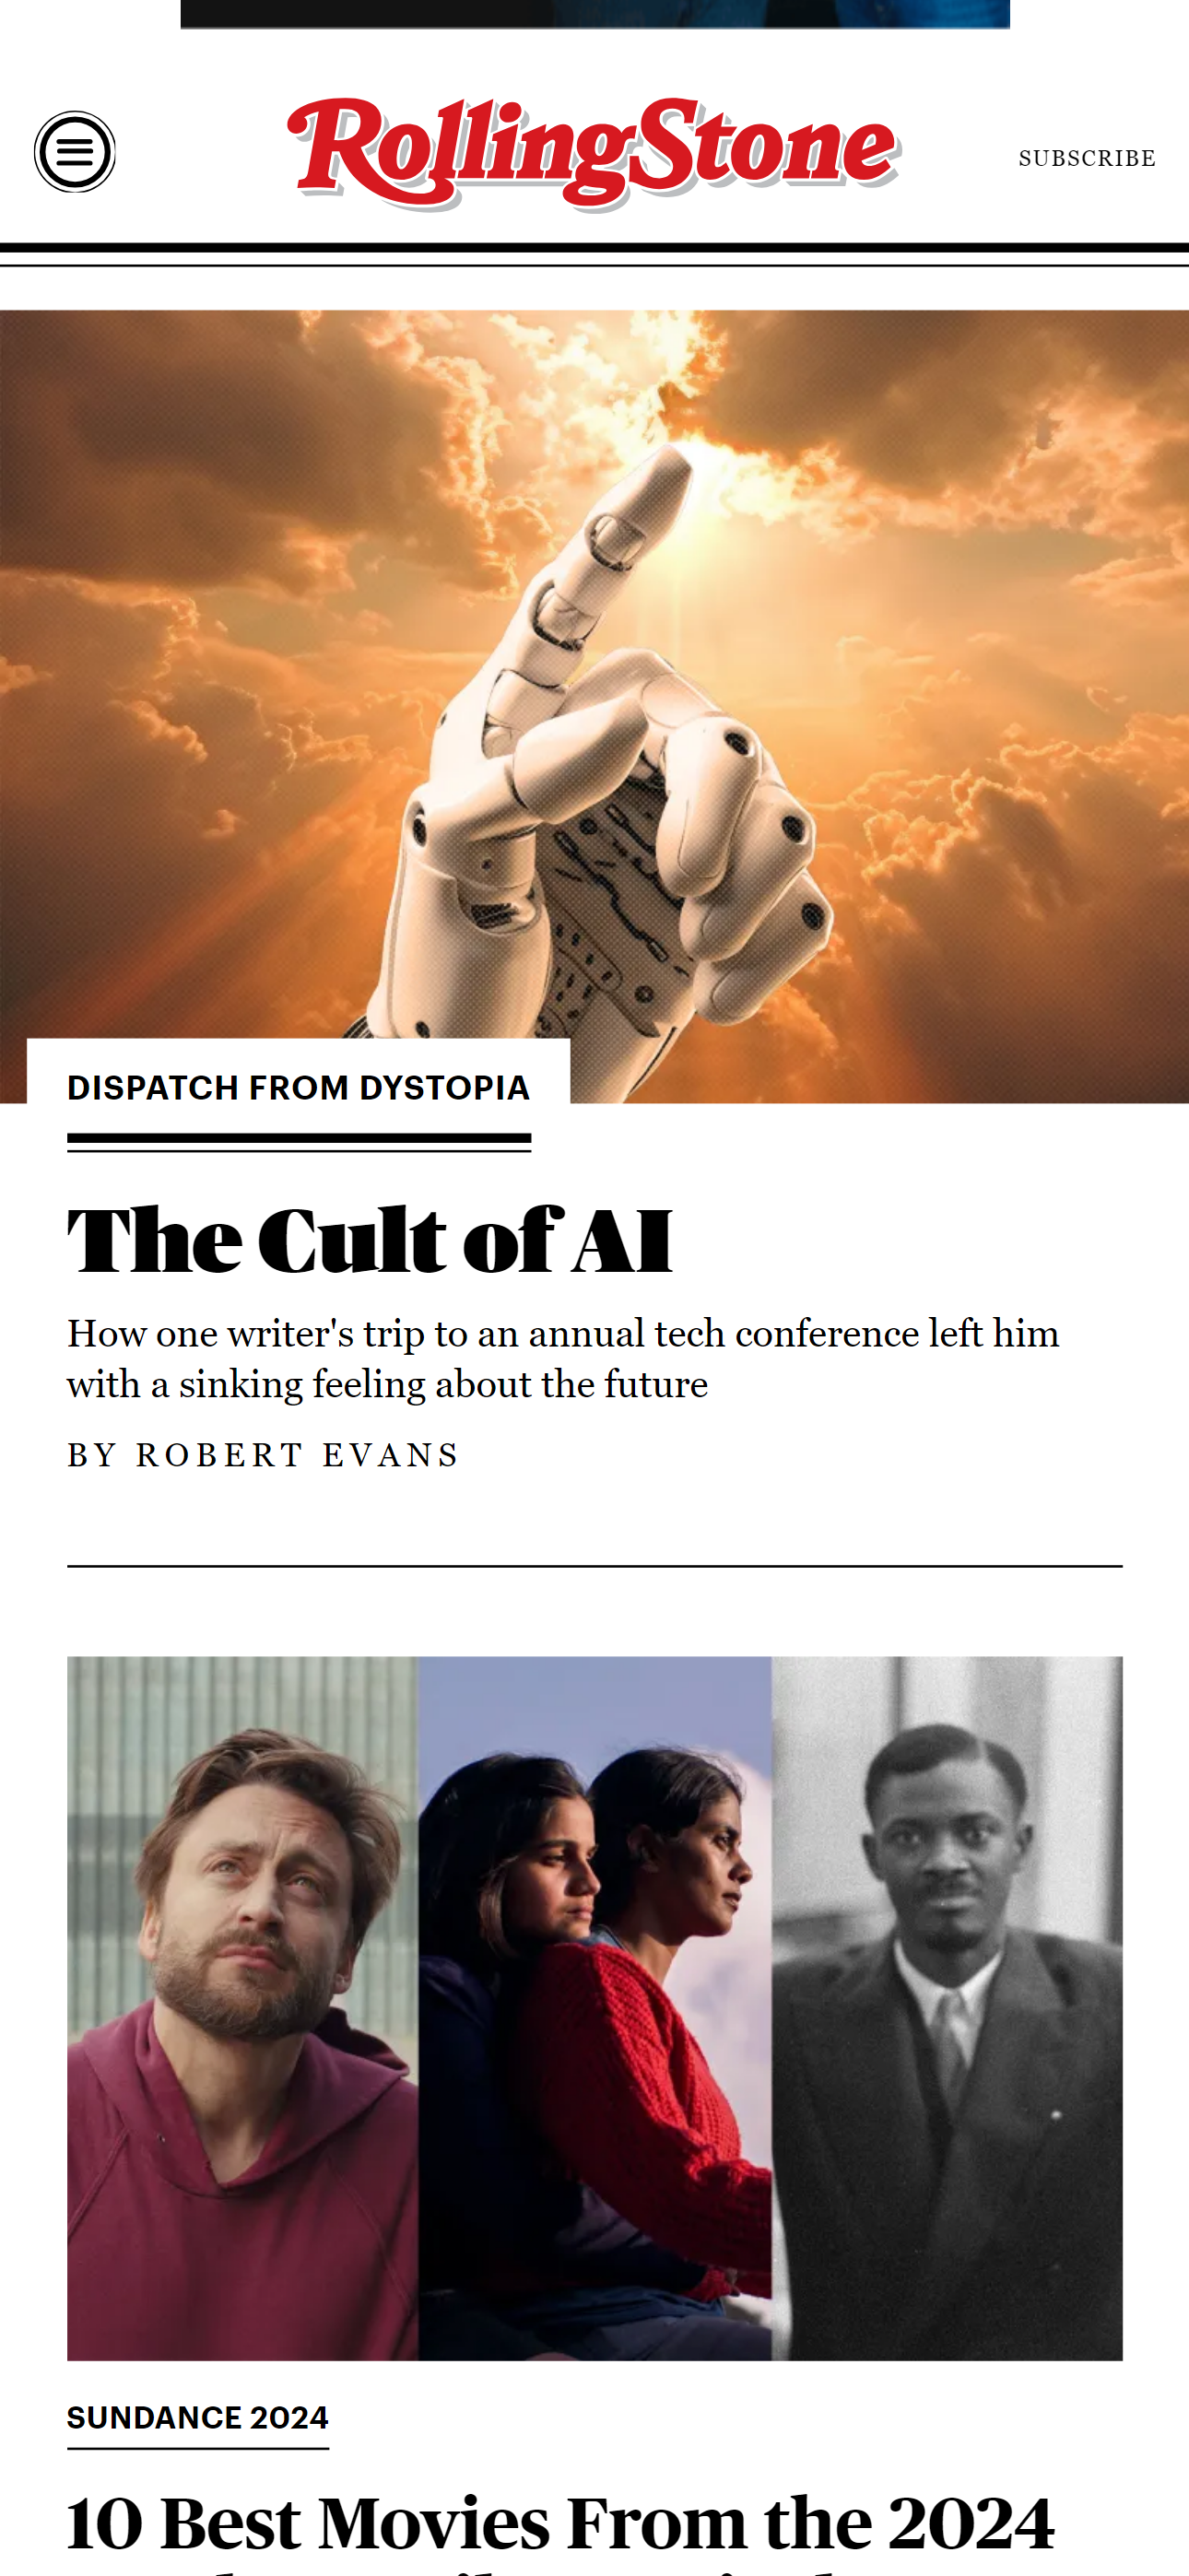 RollingStone
SUBSCRIBE
DISPATCH FROM DYSTOPIA
The Cult of AI
How one writer's trip to an annual tech conference left him
with a sinking feeling about the future
BY ROBERT EVANS
SUNDANCE 2024
10 Best Movies From the 2024